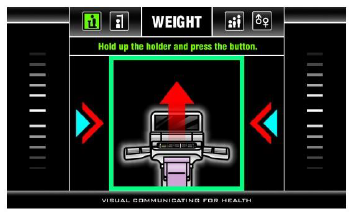 WEIGHT
Hold up the holder and press the button.
VISUAL COMMUNICATING FOR HEALTH